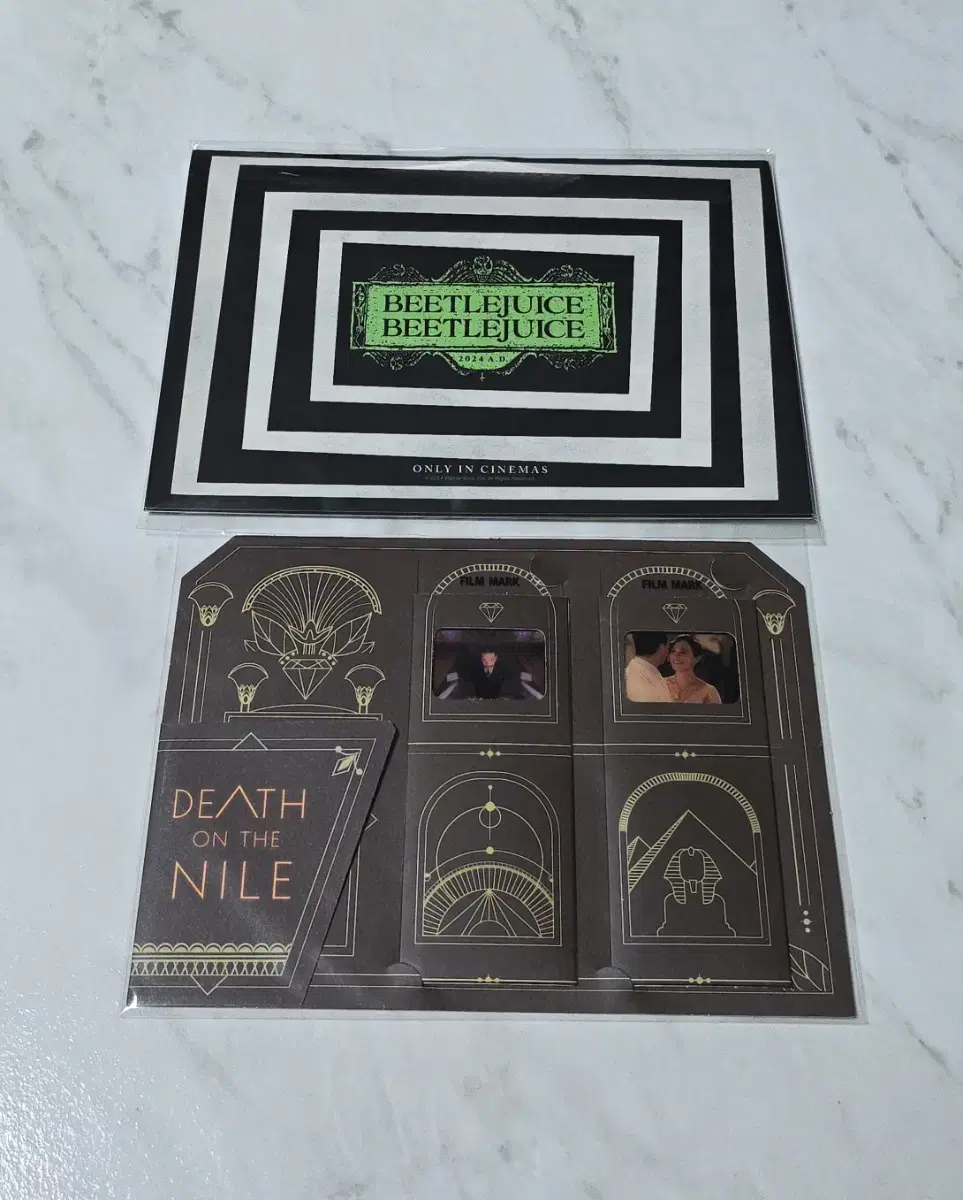 BEETLEJUICE
BEETLEJUICE
2024 A.D.
ONLY IN CINEMAS
FILM MARK
FILM MARK
DEATH
ON THE
NILE